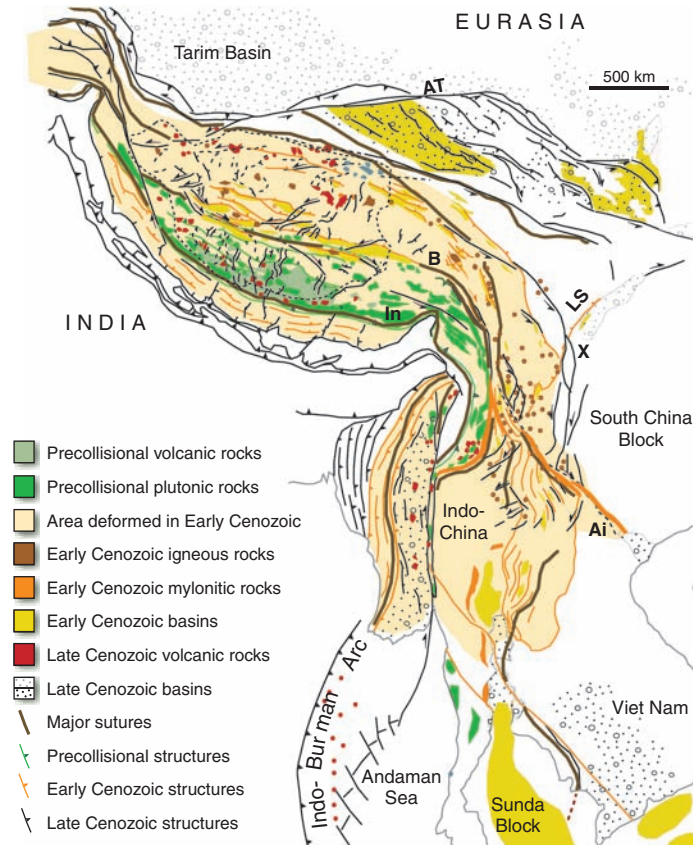 EURASIA
Tarim Basin
500 km
AT
B
LS
INDIA
In
X
South China
Block
Precollisional volcanic rocks
Precollisional plutonic rocks
Area deformed in Early Cenozoic
Early Cenozoic igneous rocks
Early Cenozoic mylonitic rocks
Early Cenozoic basins
Late Cenozoic volcanic rocks
Late Cenozoic basins
Major sutures
Precollisional structures
Early Cenozoic structures
Late Cenozoic structures
Indo-
China
Ai
Indo-Burman Arc
Viet Nam
Andaman
Sea
Sunda
Block